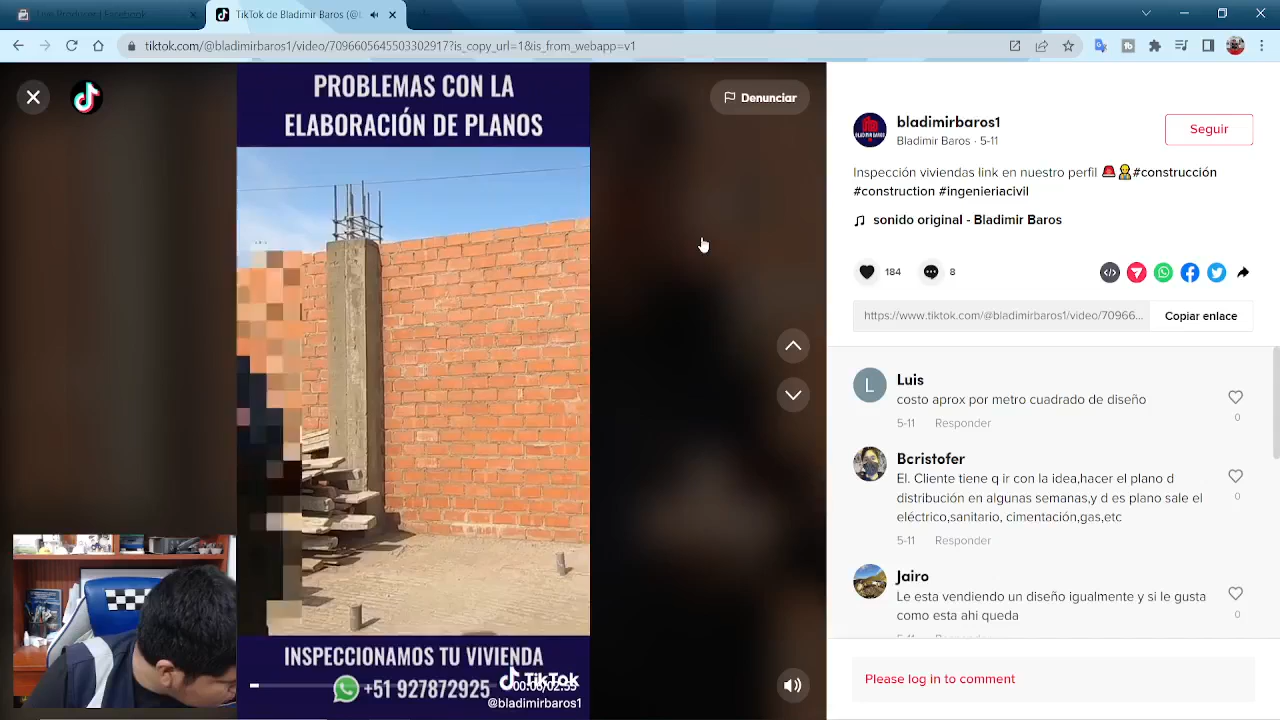 TikTok de Bladimir Baros (@b
tiktok.com/@bladimirbaros1/video/7096605645503302917?is_copy_url=1&is_from_webapp=v1
PROBLEMAS CON LA
ELABORACIÓN DE PLANOS
Denunciar
INSPECCIONAMOS TU VIVIENDA
+51 927872925
TikTok
@bladimirbaros1
bladimirbaros1
Bladimir Baros · 5-11
Seguir
Inspección viviendas link en nuestro perfil 🚨👷#construcción
#construction #ingenieriacivil
sonido original - Bladimir Baros
184
8
https://www.tiktok.com/@bladimirbaros1/video/70966...
Copiar enlace
L
Luis
costo aprox por metro cuadrado de diseño
5-11 Responder
0
Bcristofer
El. Cliente tiene q ir con la idea,hacer el plano d
distribución en algunas semanas,y d es plano sale el
eléctrico,sanitario, cimentación,gas,etc
5-11 Responder
0
Jairo
Le esta vendiendo un diseño igualmente y si le gusta
como esta ahi queda
0
Please log in to comment